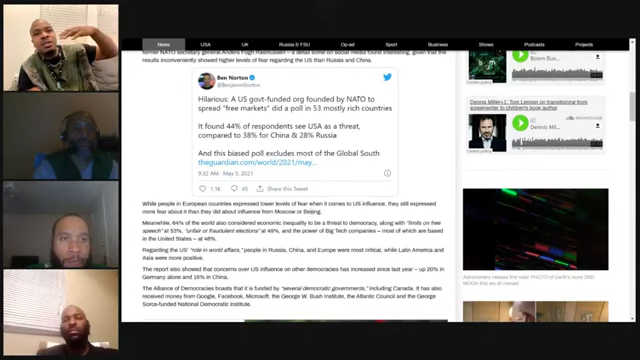 News USA UK Russia & FSU Op-ed Sport Business Shows Podcasts Projects
former NATO secretary general Anders Fogh Rasmussen – a detail some on social media found interesting, given that the
results inconveniently showed higher levels of fear regarding the US than Russia and China.
Ben Norton
@BenjaminNorton
Hilarious: A US govt-funded org founded by NATO to
spread "free markets" did a poll in 53 mostly rich countries
It found 44% of respondents see USA as a threat,
compared to 38% for China & 28% Russia
And this biased poll excludes most of the Global South
theguardian.com/world/2021/may...
9:32 AM · May 5, 2021
1.1K 45 Share this Tweet
While people in European countries expressed lower levels of fear when it comes to US influence, they still expressed
more fear about it than they did about influence from Moscow or Beijing.
Meanwhile, 64% of the world also considered economic inequality to be a threat to democracy, along with "limits on free
speech" at 53%, "unfair or fraudulent elections" at 49%, and the power of Big Tech companies – most of which are based
in the United States – at 48%.
Regarding the US' "role in world affairs," people in Russia, China, and Europe were most critical, while Latin America and
Asia were more positive.
The report also showed that concerns over US influence on other democracies has increased since last year – up 20% in
Germany alone and 16% in China.
The Alliance of Democracies boasts that it is funded by "several democratic governments," including Canada. It has also
received money from Google, Facebook, Microsoft, the George W. Bush Institute, the Atlantic Council and the George
Soros-funded National Democratic Institute.
Boom Bus...
Dennis Miller+1. Tom Lennon on transitioning from
screenwriter to children's book author
SOUNDCLOUD
Dennis M...